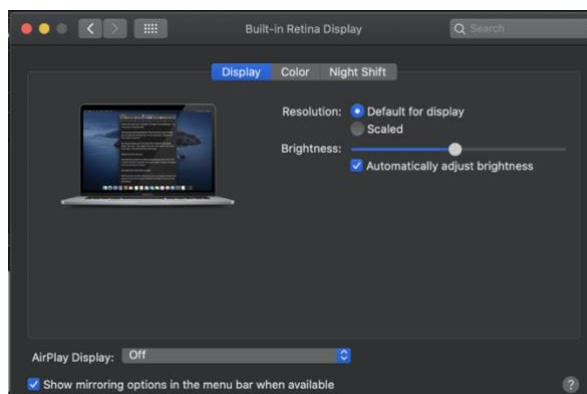 Built-in Retina Display
Search
Display Color Night Shift
Resolution: Default for display
Scaled
Brightness:
Automatically adjust brightness
AirPlay Display: Off
Show mirroring options in the menu bar when available
?